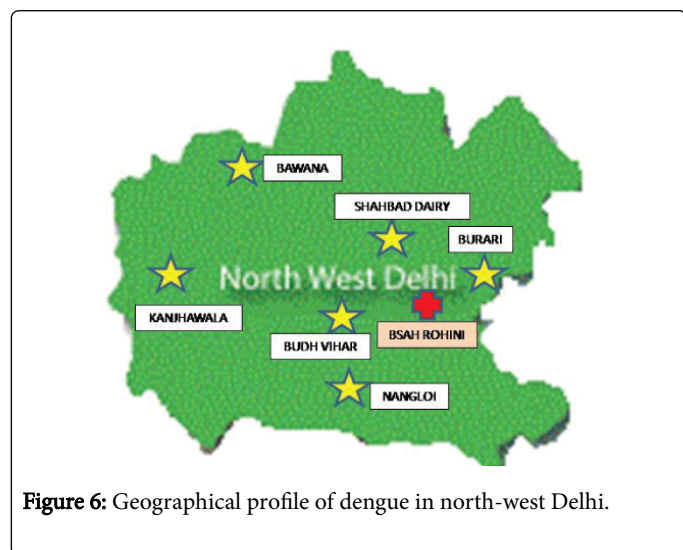 BAWANA
SHAHBAD DAIRY
BURARI
North West Delhi
KANJHAWALA
BUDH VIHAR
BSAH ROHINI
NANGLOI
Figure 6: Geographical profile of dengue in north-west Delhi.